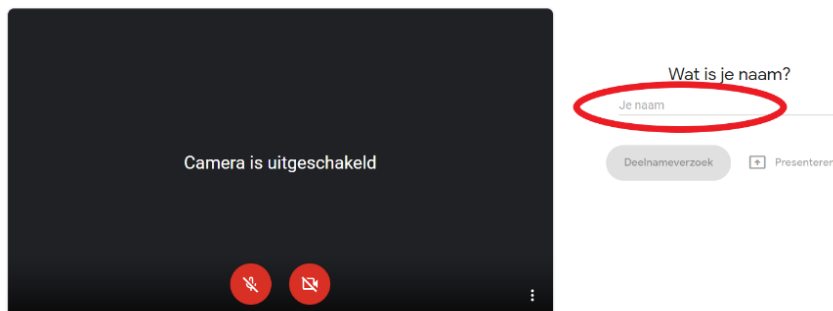 Wat is je naam?
Je naam
Camera is uitgeschakeld
Deelnameverzoek
Presenteren